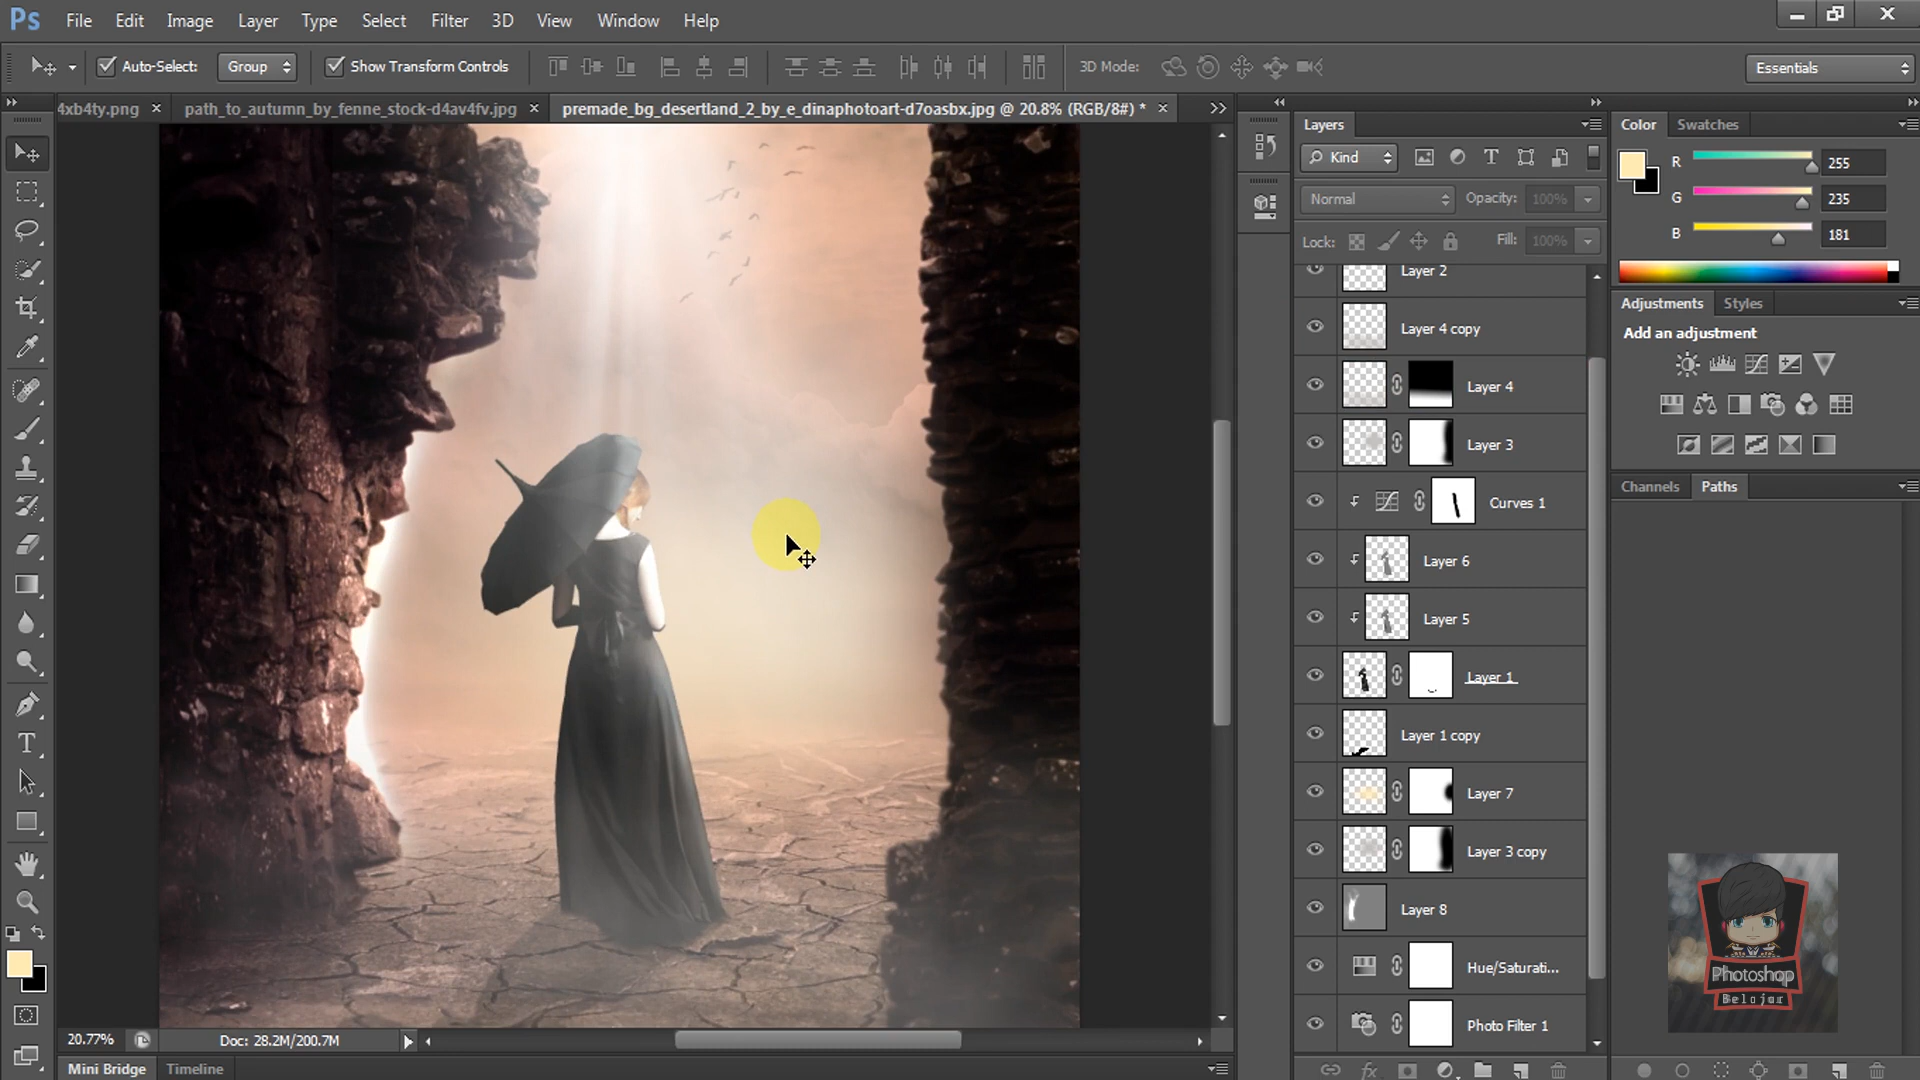 Ps File Edit Image Layer Type Select Filter 3D View Window Help
Auto-Select: Group Show Transform Controls 3D Mode: Essentials
4xb4ty.png × path_to_autumn_by_fenne_stock-d4av4fv.jpg × premade_bg_desertland_2_by_e_dinaphotoart-d7oasbx.jpg @ 20.8% (RGB/8#) * ×
Layers
Kind
Normal Opacity: 100%
Lock: Fill: 100%
Layer 2
Layer 4 copy
Layer 4
Layer 3
Curves 1
Layer 6
Layer 5
Layer 1
Layer 1 copy
Layer 7
Layer 3 copy
Layer 8
Hue/Saturati...
Photo Filter 1
Color Swatches
R 255
G 235
B 181
Adjustments Styles
Add an adjustment
Channels Paths
Photoshop
Belajar
20.77% Doc: 28.2M/200.7M
Mini Bridge Timeline